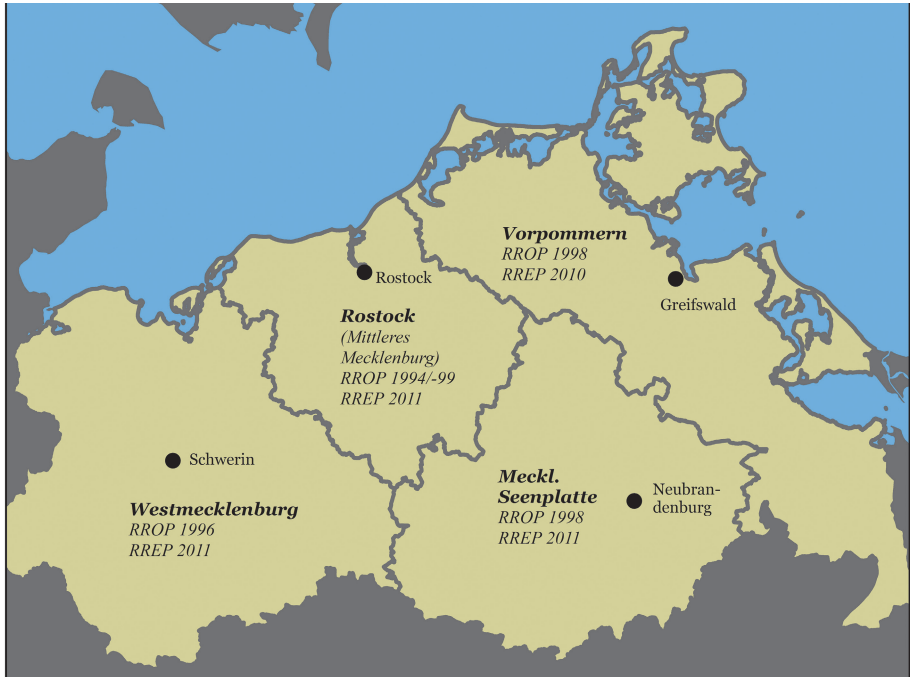 Vorpommern
RROP 1998
RREP 2010
Rostock
Greifswald
Rostock
(Mittleres
Mecklenburg)
RROP 1994/-99
RREP 2011
Schwerin
Westmecklenburg
RROP 1996
RREP 2011
Meckl.
Seenplatte
RROP 1998
RREP 2011
Neubran-
denburg